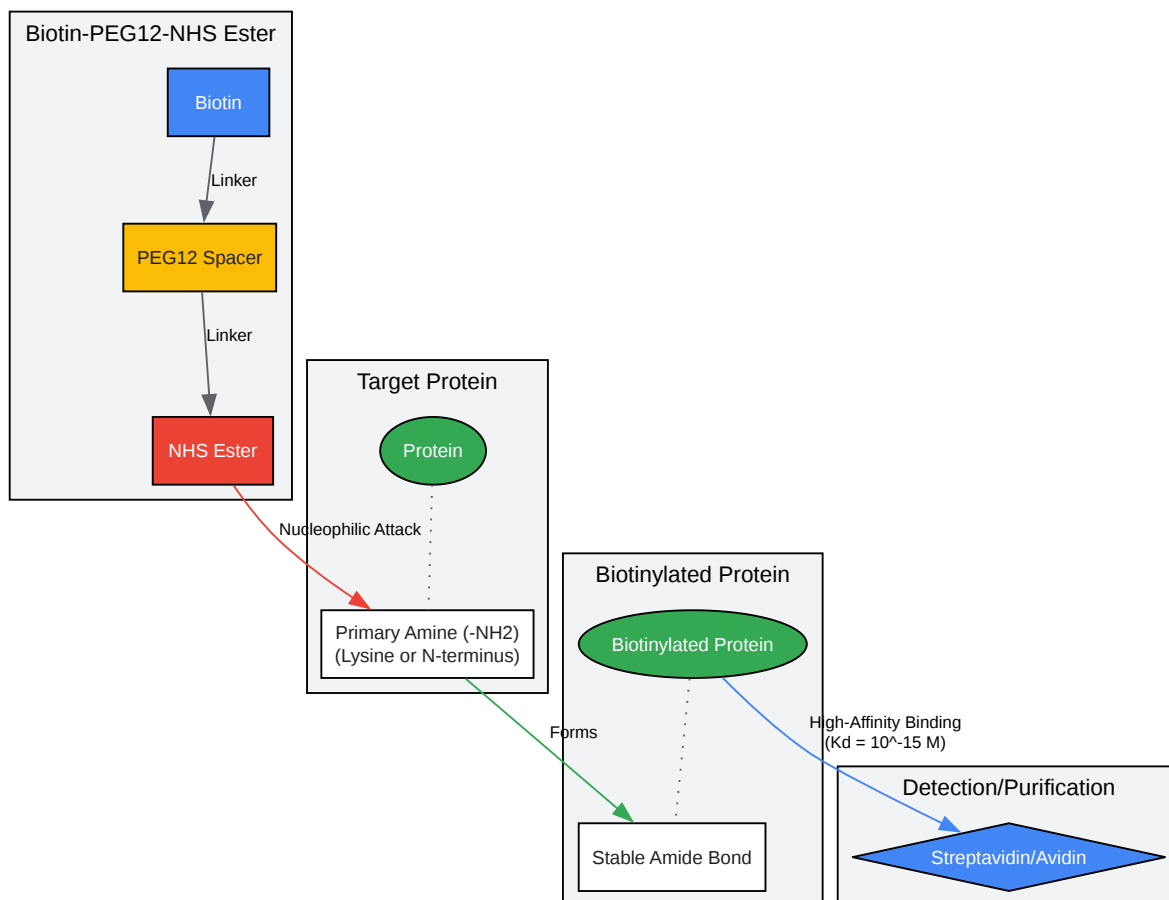 Biotin-PEG12-NHS Ester
Biotin
Linker
PEG12 Spacer
Linker
NHS Ester
Target Protein
Protein
Nucleophilic Attack
Primary Amine (-NH2)
(Lysine or N-terminus)
Forms
Biotinylated Protein
Biotinylated Protein
Stable Amide Bond
High-Affinity Binding
(Kd = 10^-15 M)
Detection/Purification
Streptavidin/Avidin